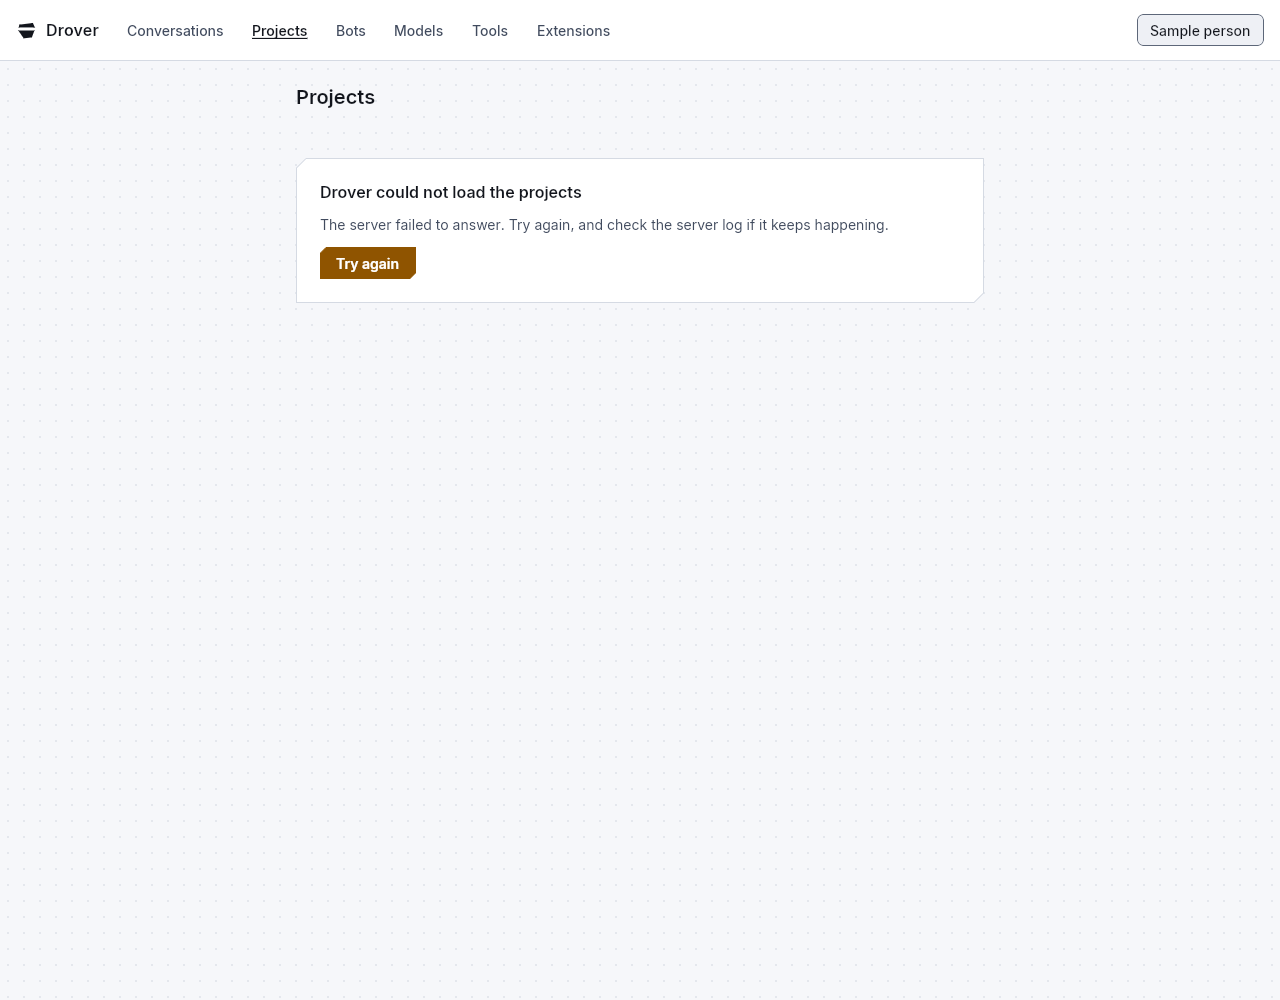 Drover
Conversations
Projects
Bots
Models
Tools
Extensions
Sample person
Projects
Drover could not load the projects
The server failed to answer. Try again, and check the server log if it keeps happening.
Try again